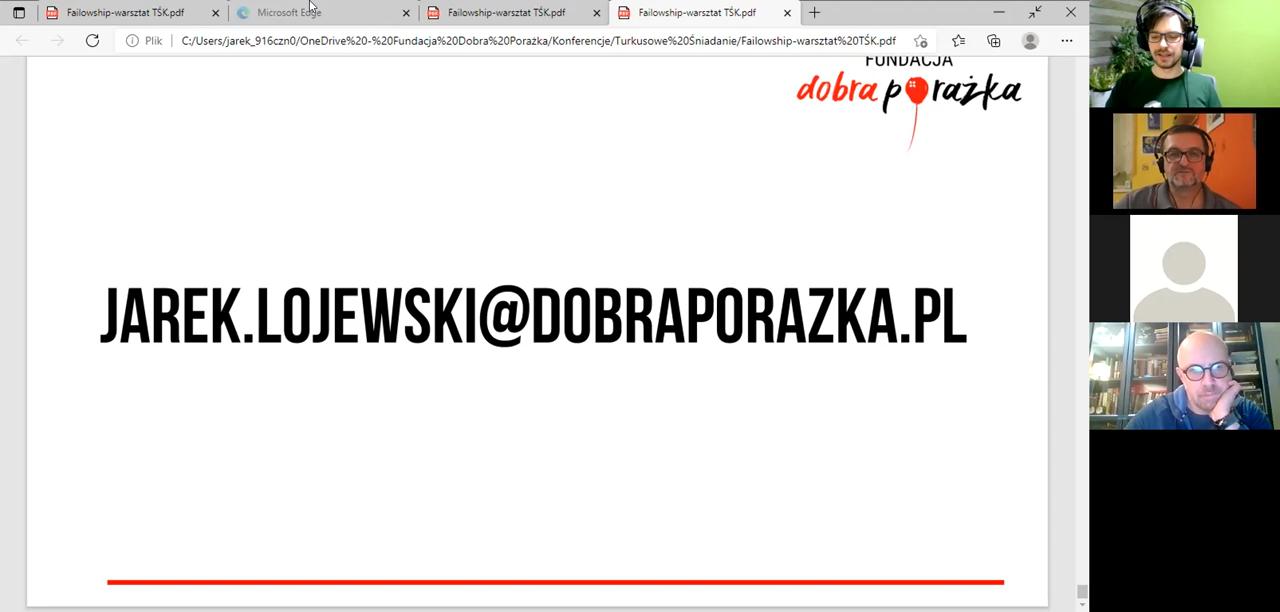 Failowship-warsztat TŚK.pdf
Microsoft Edge
Failowship-warsztat TŚK.pdf
Failowship-warsztat TŚK.pdf
Plik
C:/Users/jarek_916czn0/OneDrive%20-%20Fundacja%20Dobra%20Porażka/Konferencje/Turkusowe%20Śniadanie/Failowship-warsztat%20TŚK.pdf
FUNDACJA
dobra porażka
JAREK.LOJEWSKI@DOBRAPORAZKA.PL